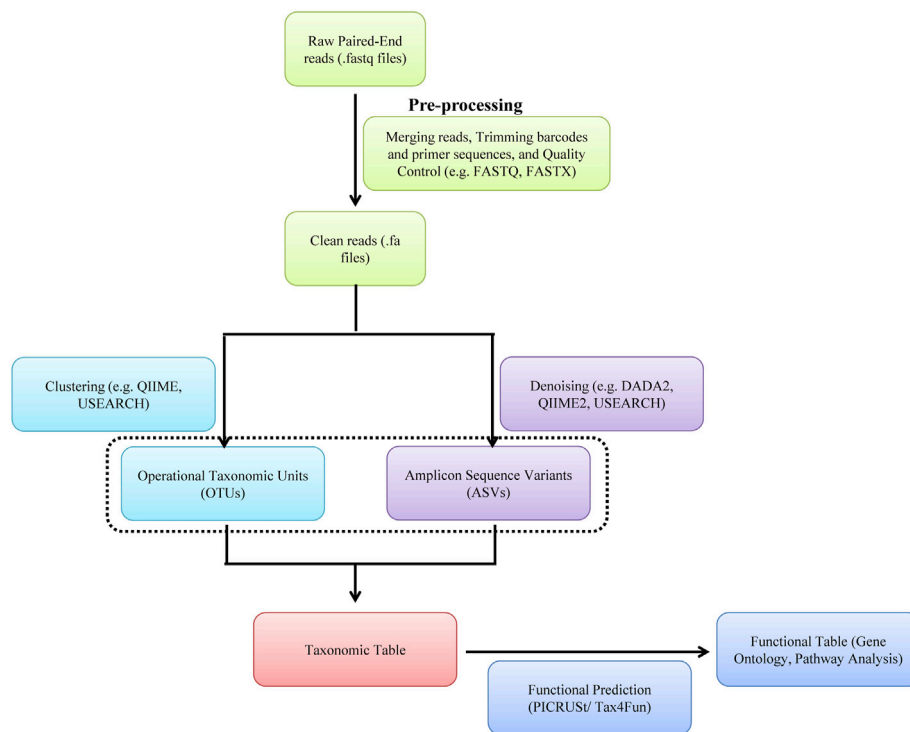 Raw Paired-End
reads (.fastq files)
Pre-processing
Merging reads, Trimming barcodes
and primer sequences, and Quality
Control (e.g. FASTQ, FASTX)
Clean reads (.fa
files)
Clustering (e.g. QIIME,
USEARCH)
Denoising (e.g. DADA2,
QIIME2, USEARCH)
Operational Taxonomic Units
(OTUs)
Amplicon Sequence Variants
(ASVs)
Taxonomic Table
Functional Table (Gene
Ontology, Pathway Analysis)
Functional Prediction
(PICRUSt/ Tax4Fun)